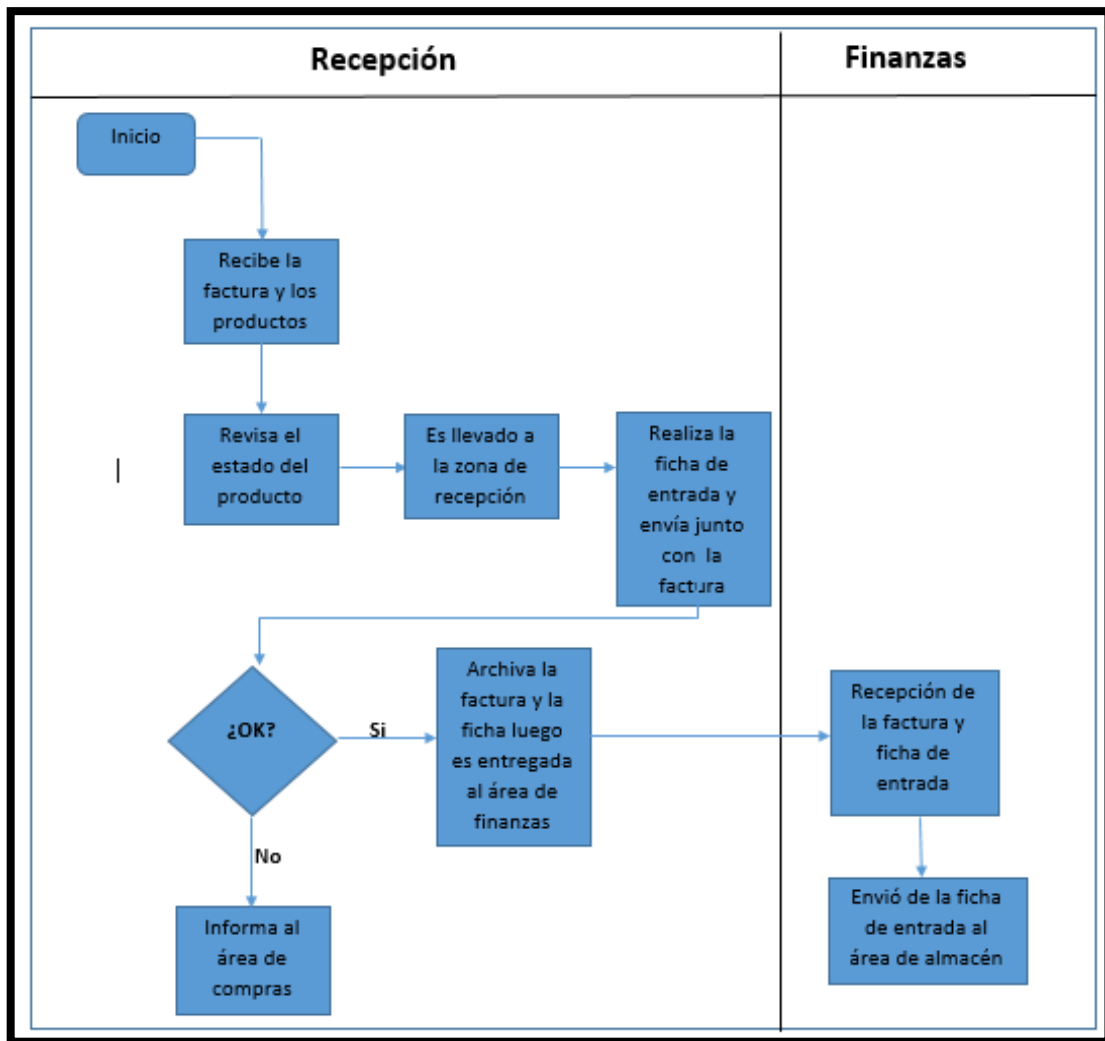 Recepción
Finanzas
Inicio
Recibe la
factura y los
productos
Revisa el
estado del
producto
Es llevado a
la zona de
recepción
Realiza la
ficha de
entrada y
envía junto
con la
factura
¿OK?
Si
Archiva la
factura y la
ficha luego
es entregada
al área de
finanzas
Recepción de
la factura y
ficha de
entrada
No
Informa al
área de
compras
Envió de la ficha
de entrada al
área de almacén